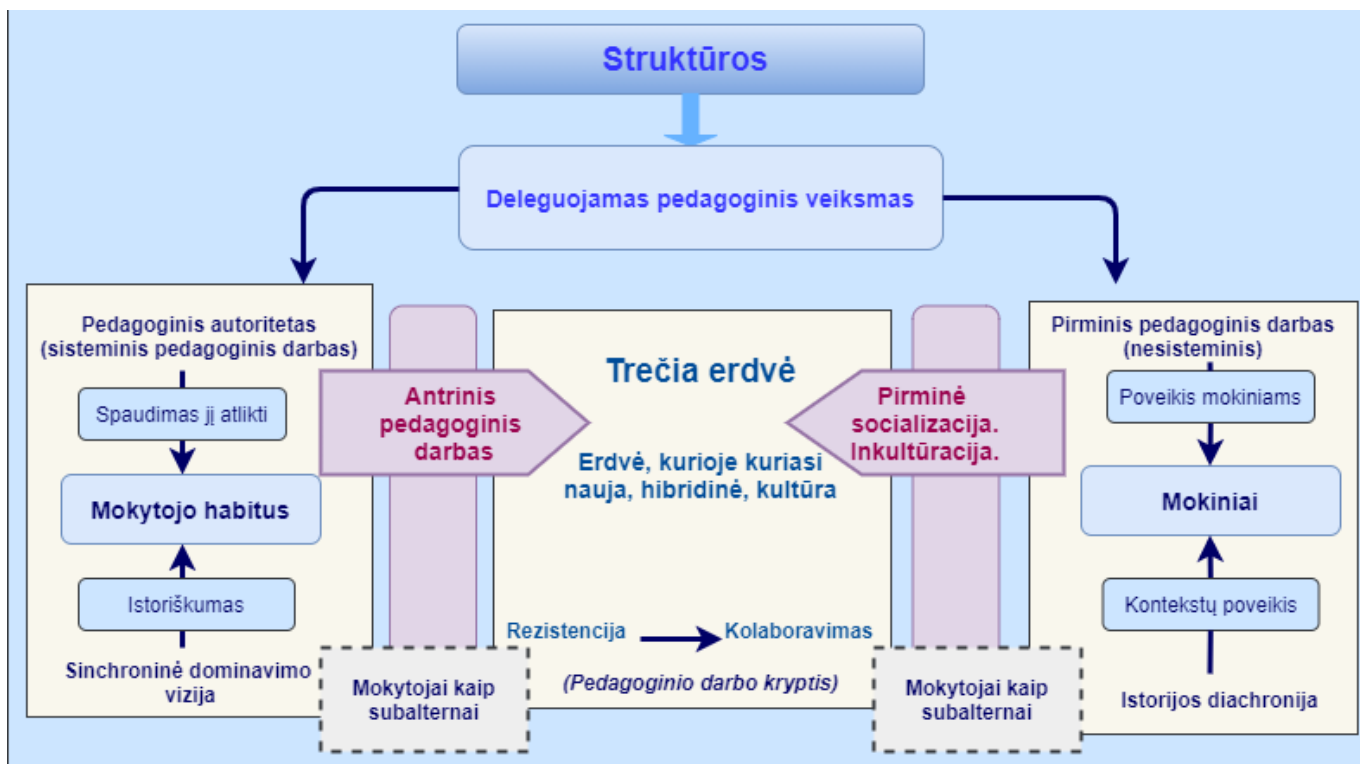 Struktūros
Deleguojamas pedagoginis veiksmas
Pedagoginis autoritetas
(sisteminis pedagoginis darbas)
Spaudimas jį atlikti
Mokytojo habitus
Istoriškumas
Sinchroninė dominavimo
vizija
Antrinis
pedagoginis
darbas
Mokytojai kaip
subalternai
Trečia erdvė
Erdvė, kurioje kuriasi
nauja, hibridinė, kultūra
Rezistencija
Kolaboravimas
(Pedagoginio darbo kryptis)
Pirminė
socializacija.
Inkultūracija.
Mokytojai kaip
subalternai
Pirminis pedagoginis darbas
(nesisteminis)
Poveikis mokiniams
Mokiniai
Kontekstų poveikis
Istorijos diachronija